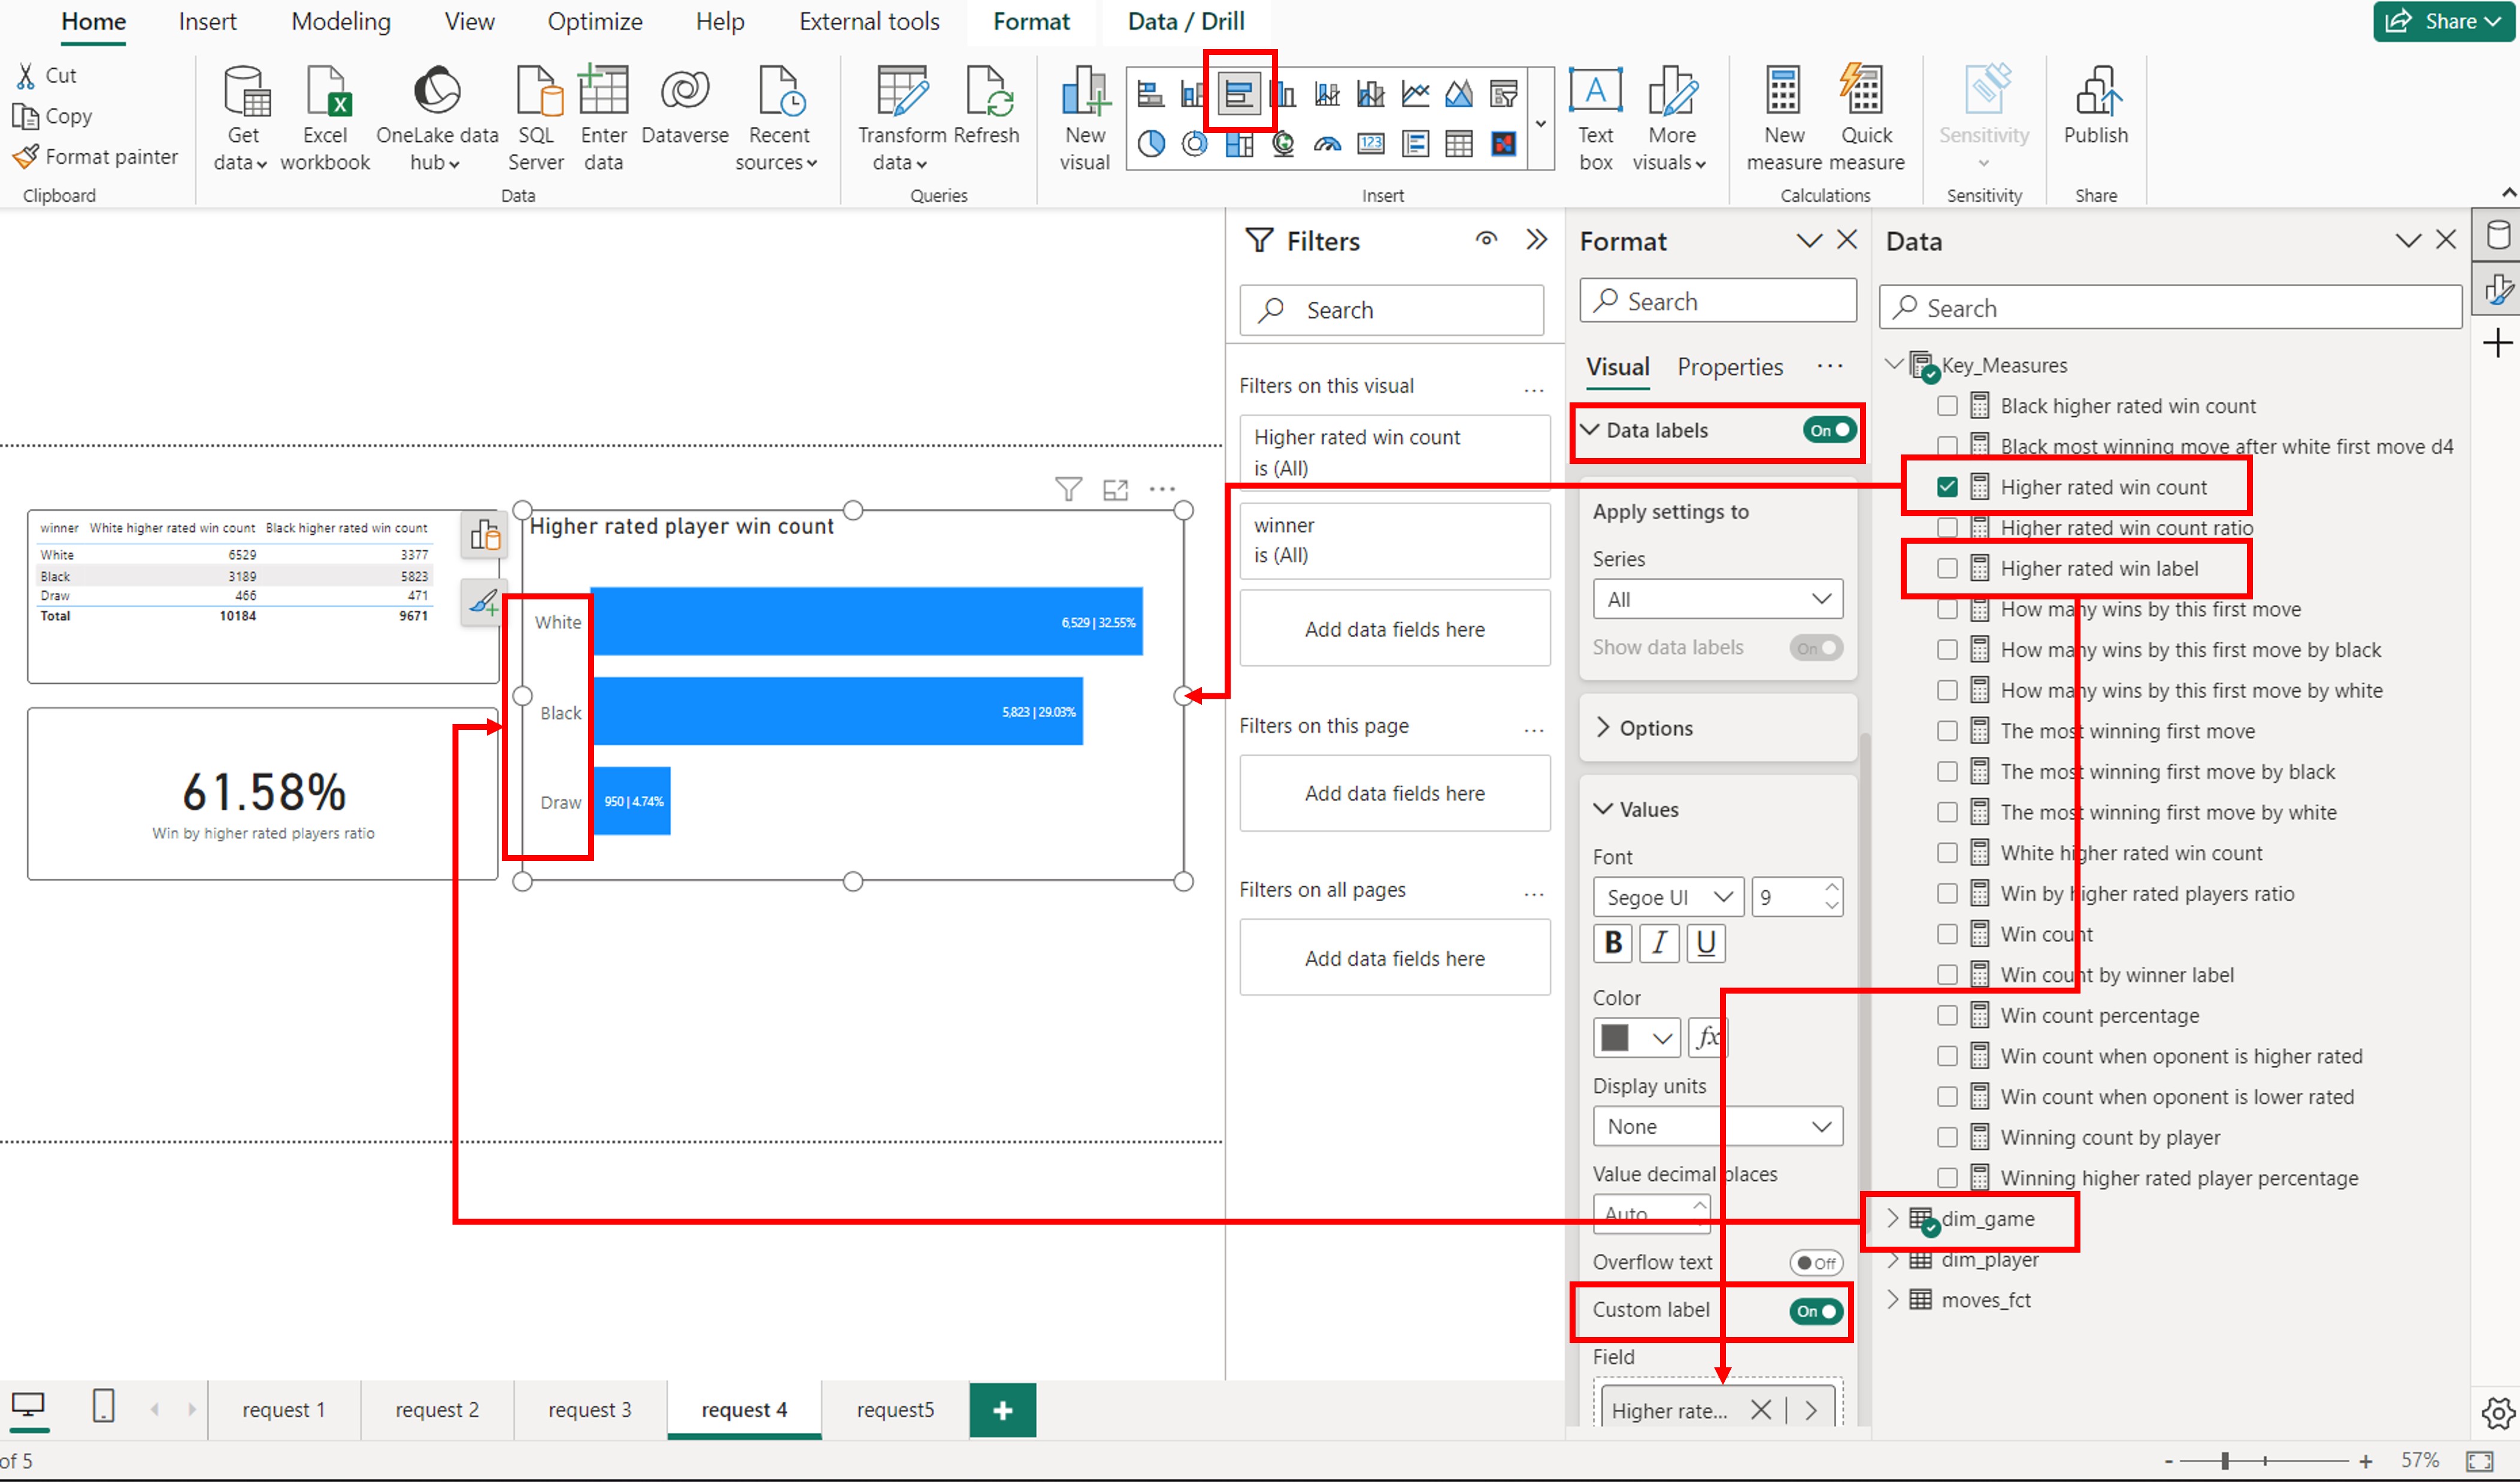 Home Insert Modeling View Optimize Help External tools Format Data / Drill Share
Cut
Copy
Format painter
Clipboard
Get data
Excel workbook
OneLake data hub
SQL Server
Enter data
Dataverse
Recent sources
Data
Transform data
Refresh
Queries
New visual
123
Insert
A
Text box
More visuals
New measure
Quick measure
Calculations
Sensitivity
Sensitivity
Publish
Share
winner White higher rated win count Black higher rated win count
White 6529 3377
Black 3189 5823
Draw 466 471
Total 10184 9671
61.58%
Win by higher rated players ratio
Higher rated player win count
White 6,529 | 32.55%
Black 5,823 | 29.03%
Draw 950 | 4.74%
Filters
Search
Filters on this visual ...
Higher rated win count
is (All)
winner
is (All)
Add data fields here
Filters on this page ...
Add data fields here
Filters on all pages ...
Add data fields here
Format
Search
Visual Properties ...
Data labels On
Apply settings to
Series
All
Show data labels On
Options
Values
Font
Segoe UI 9
B I U
Color
fx
Display units
None
Value decimal places
Auto
Overflow text Off
Custom label On
Field
Higher rate...
Data
Search
Key_Measures
Black higher rated win count
Black most winning move after white first move d4
Higher rated win count
Higher rated win count ratio
Higher rated win label
How many wins by this first move
How many wins by this first move by black
How many wins by this first move by white
The most winning first move
The most winning first move by black
The most winning first move by white
White higher rated win count
Win by higher rated players ratio
Win count
Win count by winner label
Win count percentage
Win count when oponent is higher rated
Win count when oponent is lower rated
Winning count by player
Winning higher rated player percentage
dim_game
dim_player
moves_fct
request 1 request 2 request 3 request 4 request5 +
of 5
- + 57%